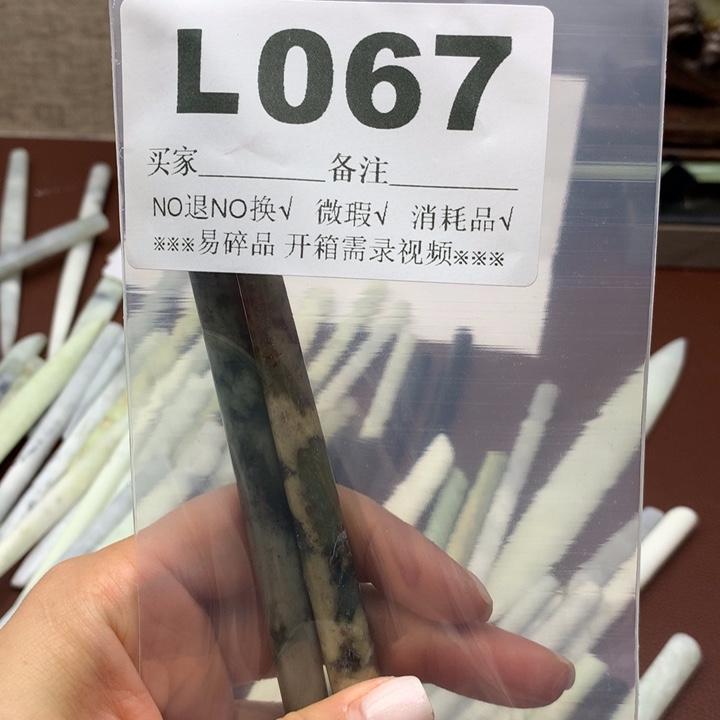 L067
买家________备注________
NO退NO换√ 微瑕√ 消耗品√
※※※易碎品 开箱需录视频※※※